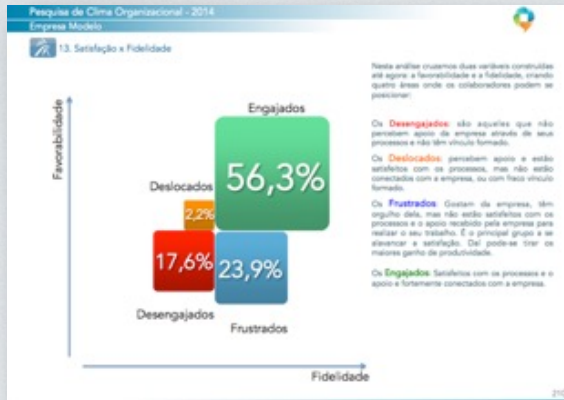 Pesquisa de Clima Organizacional - 2014
Empresa Modelo
13. Satisfação x Fidelidade
Nesta análise cruzamos duas variáveis construídas
até agora: a favorabilidade e a fidelidade, criando
quatro áreas onde os colaboradores podem se
posicionar:
Os Desengajados: são aqueles que não
percebem apoio da empresa através de seus
processos e não têm vínculo formado.
Os Deslocados: percebem apoio e estão
satisfeitos com os processos, mas não estão
conectados com a empresa, ou com fraco vínculo
formado.
Os Frustrados: Gostam da empresa, têm
orgulho dela, mas não estão satisfeitos com os
processos e o apoio recebido pela empresa para
realizar o seu trabalho. É o principal grupo a se
alavancar a satisfação. Daí pode-se tirar os
maiores ganho de produtividade.
Os Engajados: Satisfeitos com os processos e o
apoio e fortemente conectados com a empresa.
Favorabilidade
Engajados
56,3%
Deslocados
2,2%
17,6%
23,9%
Desengajados
Frustrados
Fidelidade
210